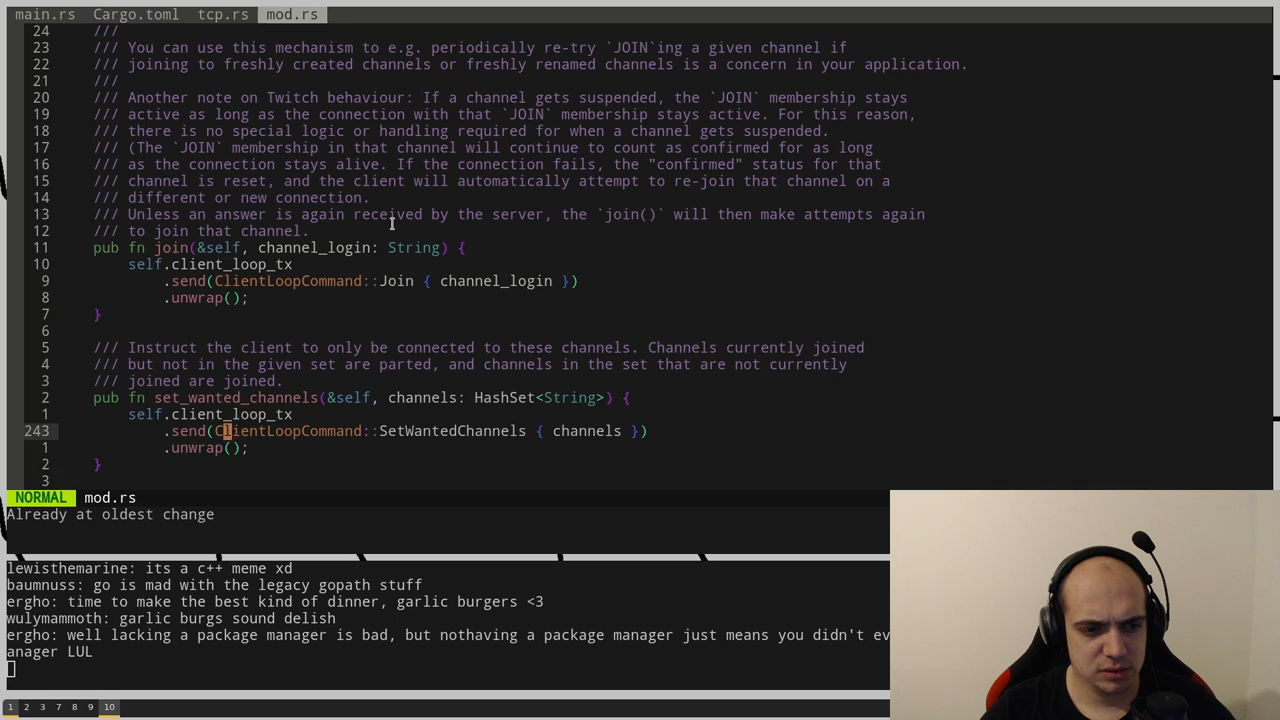 main.rs Cargo.toml tcp.rs mod.rs
24 ///
23 /// You can use this mechanism to e.g. periodically re-try `JOIN`ing a given channel if
22 /// joining to freshly created channels or freshly renamed channels is a concern in your application.
21 ///
20 /// Another note on Twitch behaviour: If a channel gets suspended, the `JOIN` membership stays
19 /// active as long as the connection with that `JOIN` membership stays active. For this reason,
18 /// there is no special logic or handling required for when a channel gets suspended.
17 /// (The `JOIN` membership in that channel will continue to count as confirmed for as long
16 /// as the connection stays alive. If the connection fails, the "confirmed" status for that
15 /// channel is reset, and the client will automatically attempt to re-join that channel on a
14 /// different or new connection.
13 /// Unless an answer is again received by the server, the `join()` will then make attempts again
12 /// to join that channel.
11 pub fn join(&self, channel_login: String) {
10 self.client_loop_tx
9 .send(ClientLoopCommand::Join { channel_login })
8 .unwrap();
7 }
6
5 /// Instruct the client to only be connected to these channels. Channels currently joined
4 /// but not in the given set are parted, and channels in the set that are not currently
3 /// joined are joined.
2 pub fn set_wanted_channels(&self, channels: HashSet<String>) {
1 self.client_loop_tx
243 .send(ClientLoopCommand::SetWantedChannels { channels })
1 .unwrap();
2 }
3
NORMAL mod.rs
Already at oldest change
lewisthemarine: its a c++ meme xd
baumnuss: go is mad with the legacy gopath stuff
ergho: time to make the best kind of dinner, garlic burgers <3
wulymammoth: garlic burgs sound delish
ergho: well lacking a package manager is bad, but nothaving a package manager just means you didn't ev
anager LUL
1 2 3 7 8 9 10